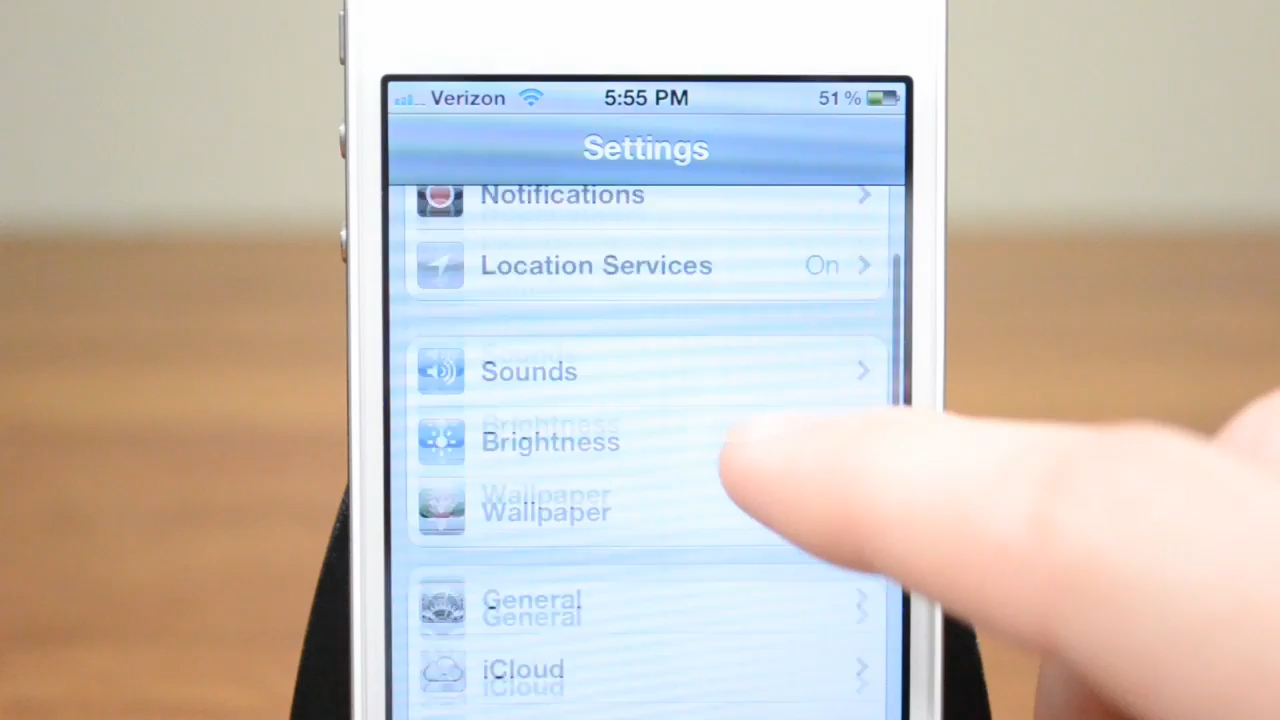 Verizon 5:55 PM 51 %
Settings
Notifications
Location Services On
Sounds
Brightness
Wallpaper
General
iCloud